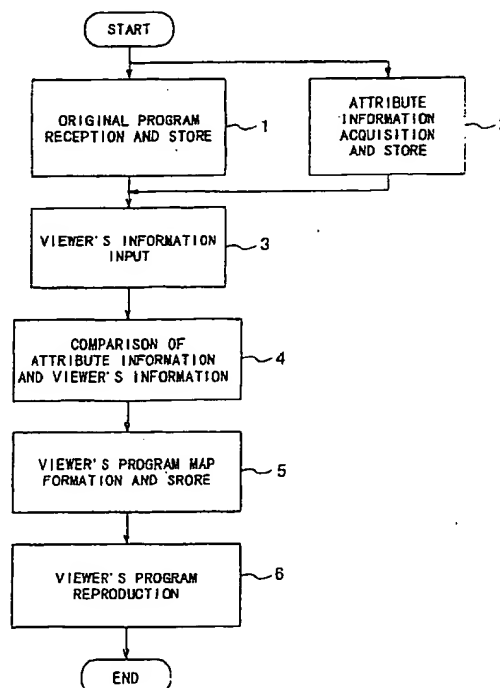 START
ORIGINAL PROGRAM
RECEPTION AND STORE
1
ATTRIBUTE
INFORMATION
ACQUISITION
AND STORE
VIEWER'S INFORMATION
INPUT
3
COMPARISON OF
ATTRIBUTE INFORMATION
AND VIEWER'S INFORMATION
4
VIEWER'S PROGRAM MAP
FORMATION AND SRORE
5
VIEWER'S PROGRAM
REPRODUCTION
6
END